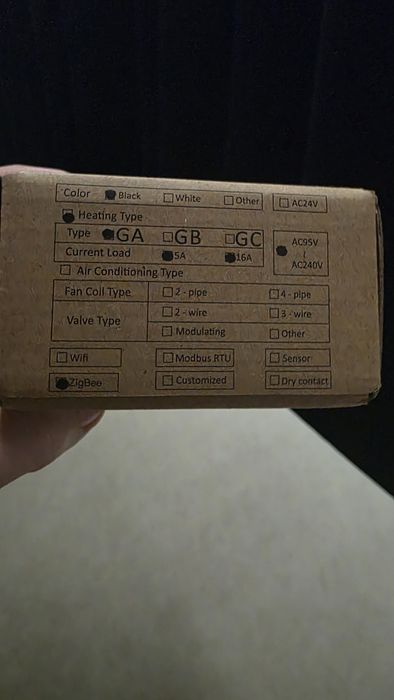 Color Black White Other AC24V
Heating Type
Type GA GB GC
Current Load 5A 16A
AC95V
~
AC240V
Air Conditioning Type
Fan Coil Type 2 - pipe 4 - pipe
Valve Type 2 - wire 3 - wire
Modulating Other
Wifi Modbus RTU Sensor
ZigBee Customized Dry contact